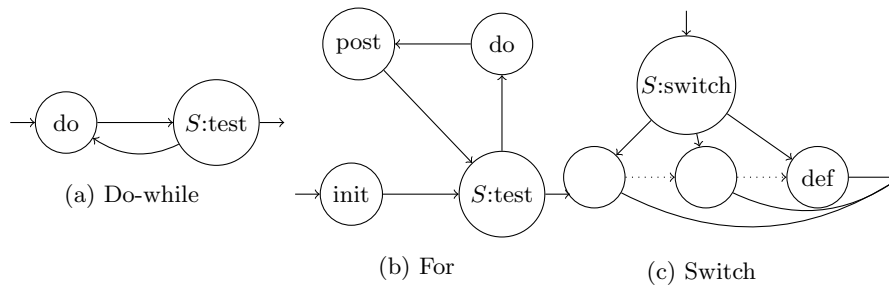 post
do
S:switch
do
S:test
def
init
S:test
(a) Do-while
(b) For
(c) Switch